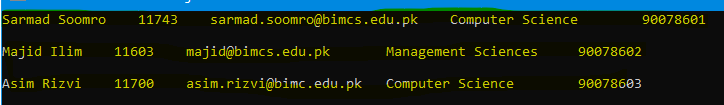 Sarmad Soomro 11743 sarmad.soomro@bimcs.edu.pk Computer Science 90078601
Majid Ilim 11603 majid@bimcs.edu.pk Management Sciences 90078602
Asim Rizvi 11700 asim.rizvi@bimc.edu.pk Computer Science 90078603